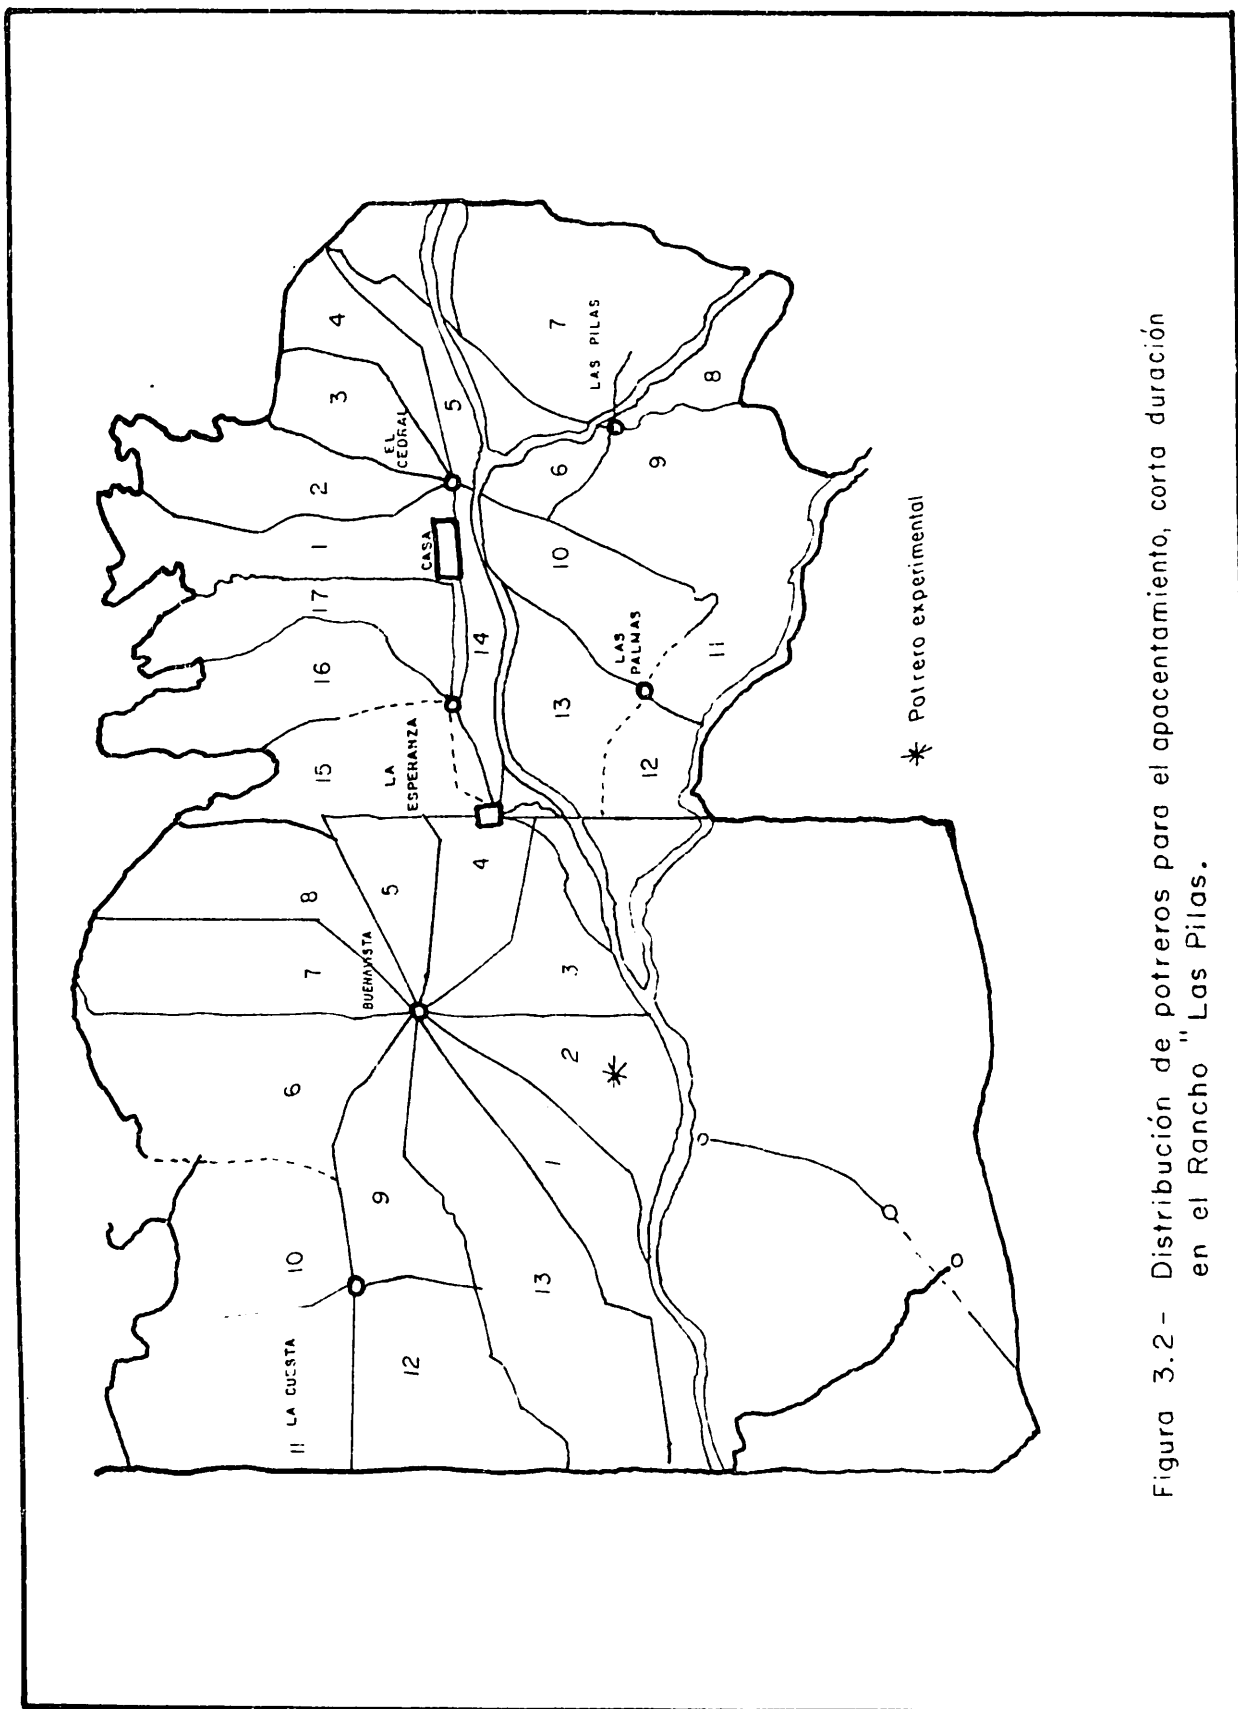 11
LA CUESTA
10
6
7
8
15
16
17
1
2
3
4
12
9
BUENAVISTA
5
LA
ESPERANZA
CASA
EL
CEDRAL
5
13
1
2
3
4
14
13
10
6
7
LAS PILAS
12
LAS
PALMAS
11
9
8
Potrero experimental
Figura 3.2- Distribución de potreros para el apacentamiento, corta duración
en el Rancho "Las Pilas.